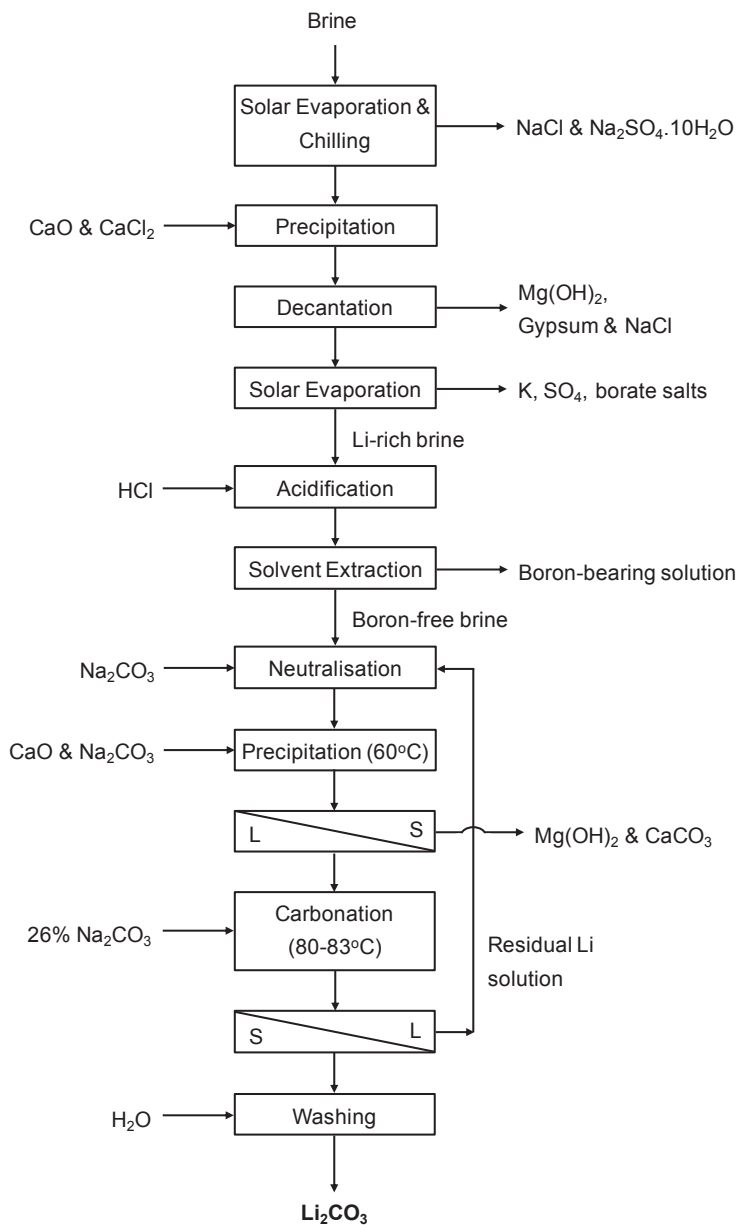 Brine
Solar Evaporation &
Chilling
NaCl & Na₂SO₄.10H₂O
CaO & CaCl₂
Precipitation
Decantation
Mg(OH)₂,
Gypsum & NaCl
Solar Evaporation
K, SO₄, borate salts
Li-rich brine
HCl
Acidification
Solvent Extraction
Boron-bearing solution
Boron-free brine
Na₂CO₃
Neutralisation
CaO & Na₂CO₃
Precipitation (60°C)
L
S
Mg(OH)₂ & CaCO₃
26% Na₂CO₃
Carbonation
(80-83°C)
Residual Li
solution
S
L
H₂O
Washing
Li₂CO₃